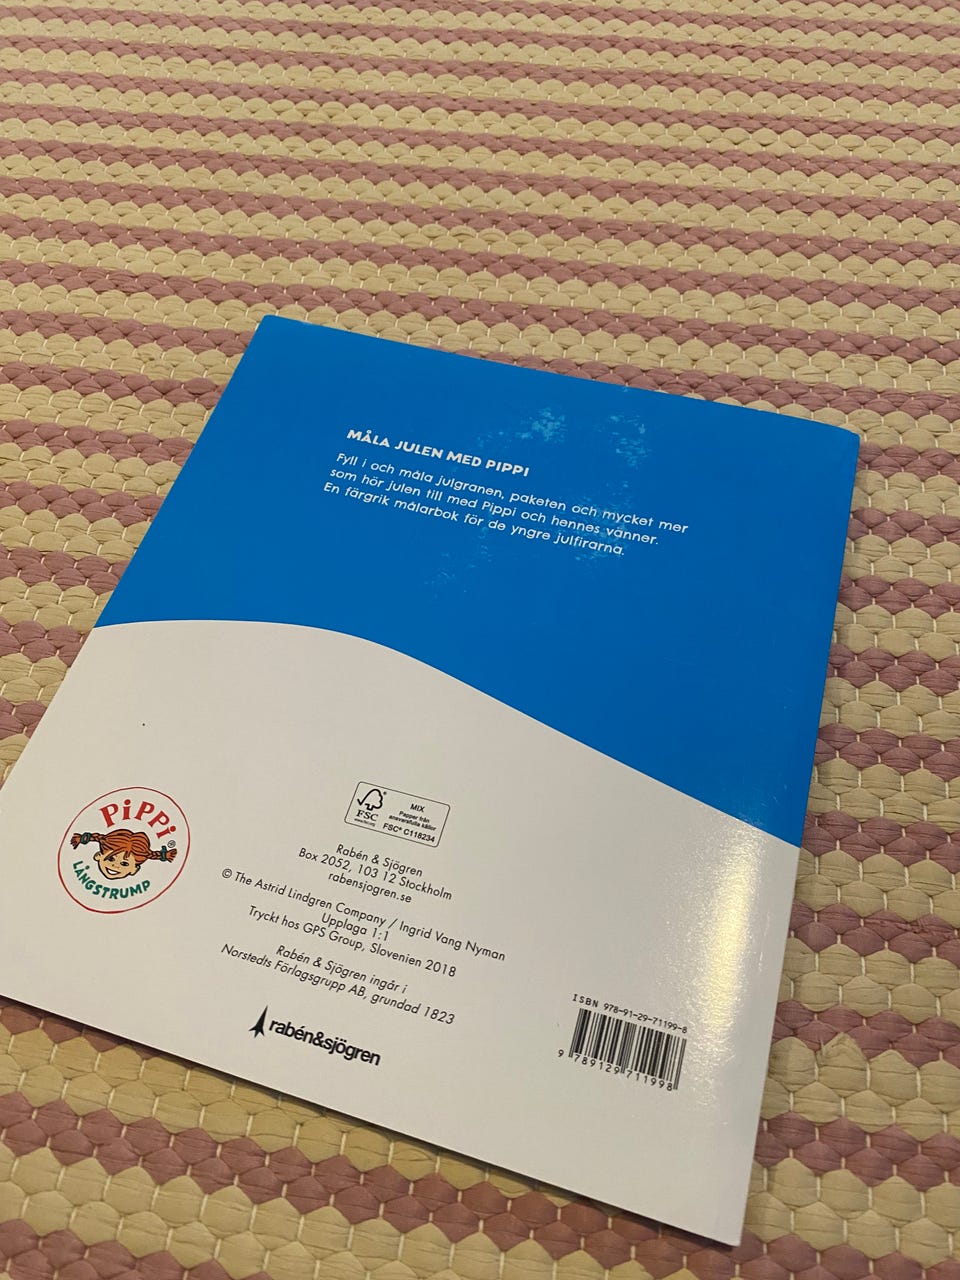 MÅLA JULEN MED PIPPI
Fyll i och måla julgranen, paketen och mycket mer
som hör julen till med Pippi och hennes vänner.
En färgrik målarbok för de yngre julfirarna.
PiPPi
LÅNGSTRUMP
®
FSC
www.fsc.org
MIX
Papper från
ansvarsfulla källor
FSC® C118234
Rabén & Sjögren
Box 2052, 103 12 Stockholm
rabensjogren.se
© The Astrid Lindgren Company / Ingrid Vang Nyman
Upplaga 1:1
Tryckt hos GPS Group, Slovenien 2018
Rabén & Sjögren ingår i
Norstedts Förlagsgrupp AB, grundad 1823
rabén&sjögren
ISBN 978-91-29-71199-8
9 789129 711998